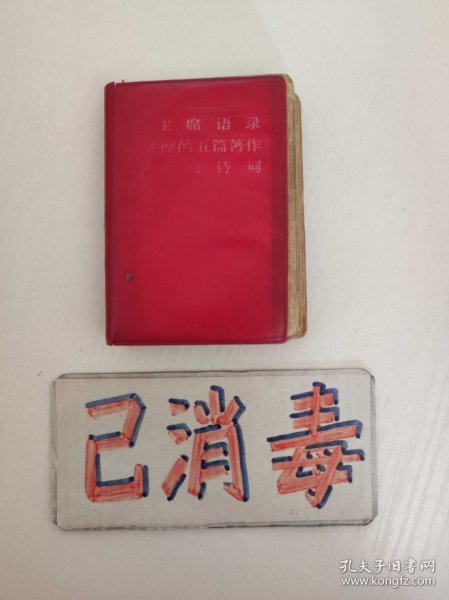 主席语录
席的五篇著作
诗词
已消毒
孔夫子旧书网
www.kongfz.com